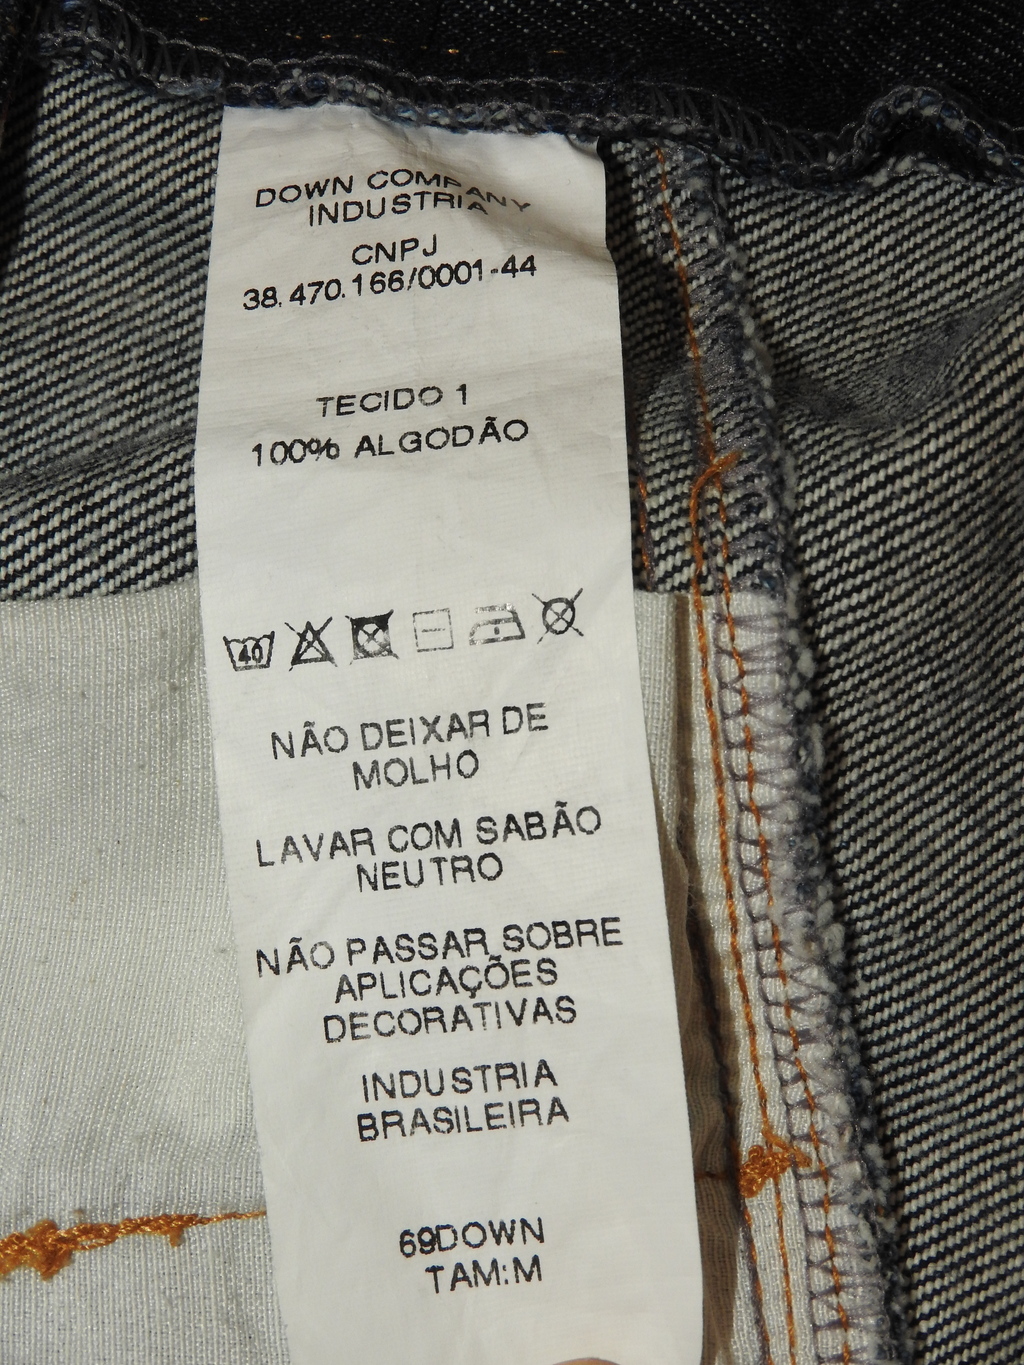 DOWN COMPANY
INDUSTRIA
CNPJ
38.470.166/0001-44
TECIDO 1
100% ALGODÃO
40
NÃO DEIXAR DE
MOLHO
LAVAR COM SABÃO
NEUTRO
NÃO PASSAR SOBRE
APLICAÇÕES
DECORATIVAS
INDUSTRIA
BRASILEIRA
69DOWN
TAM:M